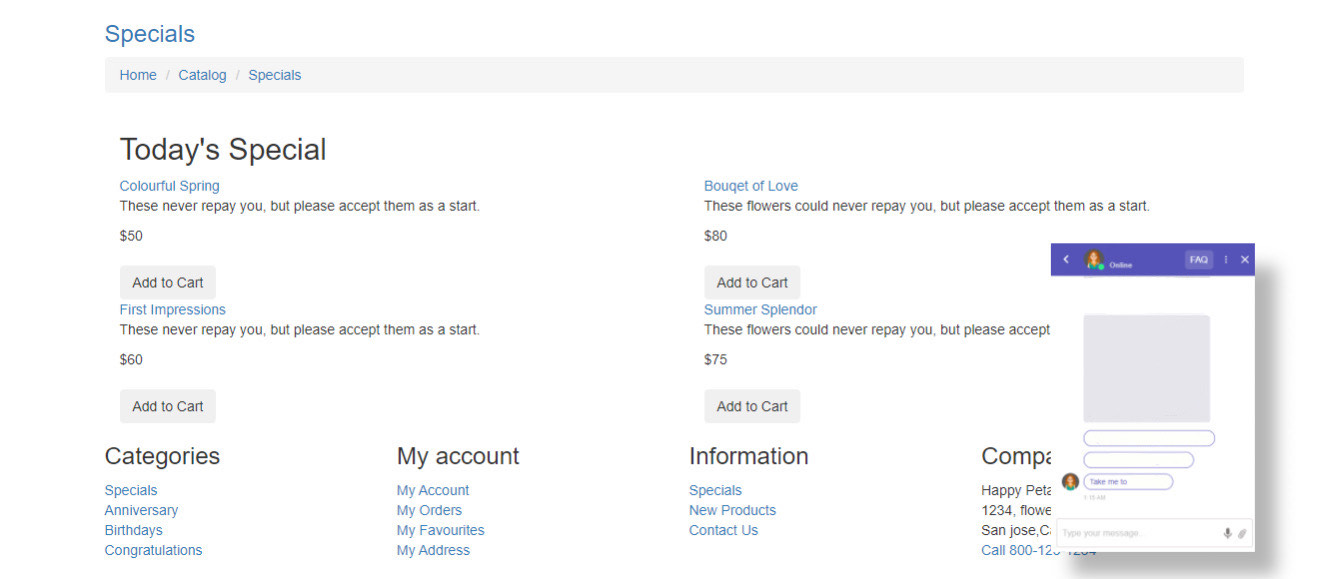 Specials
Home / Catalog / Specials
Today's Special
Colourful Spring
These never repay you, but please accept them as a start.
$50
Add to Cart
Bouqet of Love
These flowers could never repay you, but please accept them as a start.
$80
Add to Cart
First Impressions
These never repay you, but please accept them as a start.
$60
Add to Cart
Summer Splendor
These flowers could never repay you, but please accept
$75
Add to Cart
Categories
Specials
Anniversary
Birthdays
Congratulations
My account
My Account
My Orders
My Favourites
My Address
Information
Specials
New Products
Contact Us
Compa
Happy Peta
1234, flowe
San jose,C
Call 800-123-1234
Online FAQ
Take me to
1:15 AM
Type your message...